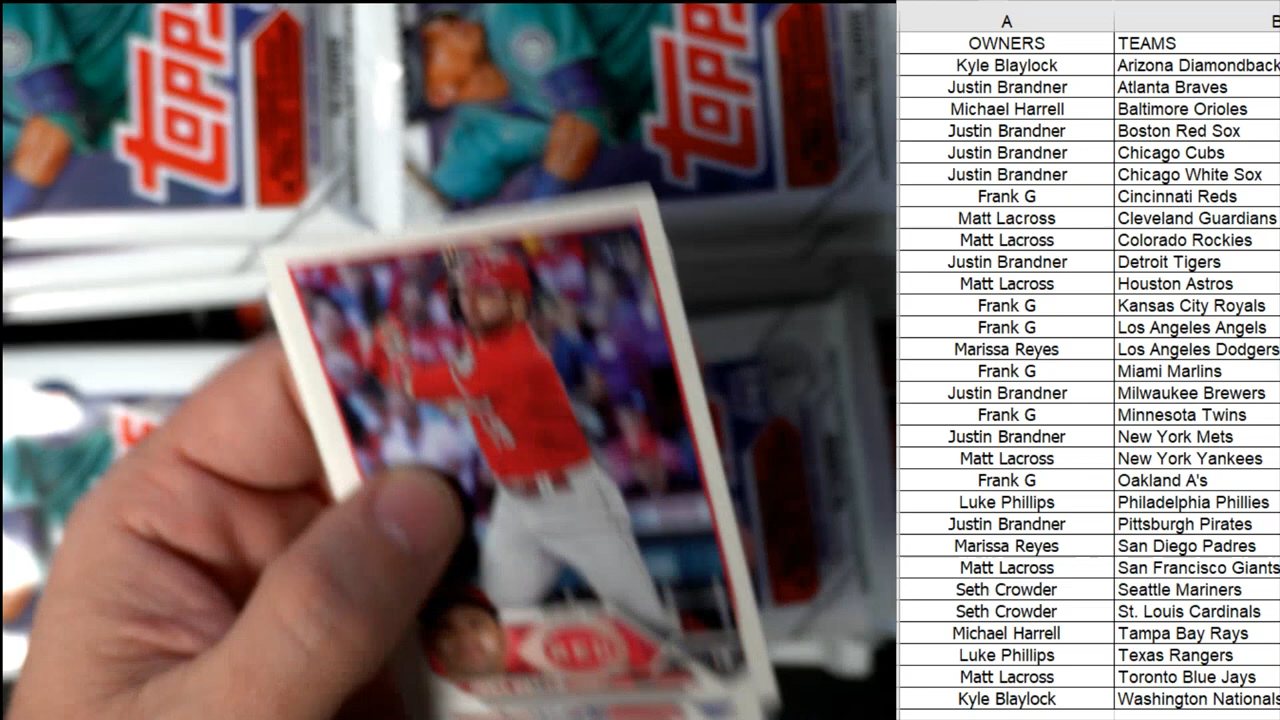 TOPPS
TOPPS
A
B
OWNERS TEAMS
Kyle Blaylock Arizona Diamondback
Justin Brandner Atlanta Braves
Michael Harrell Baltimore Orioles
Justin Brandner Boston Red Sox
Justin Brandner Chicago Cubs
Justin Brandner Chicago White Sox
Frank G Cincinnati Reds
Matt Lacross Cleveland Guardians
Matt Lacross Colorado Rockies
Justin Brandner Detroit Tigers
Matt Lacross Houston Astros
Frank G Kansas City Royals
Frank G Los Angeles Angels
Marissa Reyes Los Angeles Dodgers
Frank G Miami Marlins
Justin Brandner Milwaukee Brewers
Frank G Minnesota Twins
Justin Brandner New York Mets
Matt Lacross New York Yankees
Frank G Oakland A's
Luke Phillips Philadelphia Phillies
Justin Brandner Pittsburgh Pirates
Marissa Reyes San Diego Padres
Matt Lacross San Francisco Giants
Seth Crowder Seattle Mariners
Seth Crowder St. Louis Cardinals
Michael Harrell Tampa Bay Rays
Luke Phillips Texas Rangers
Matt Lacross Toronto Blue Jays
Kyle Blaylock Washington Nationals